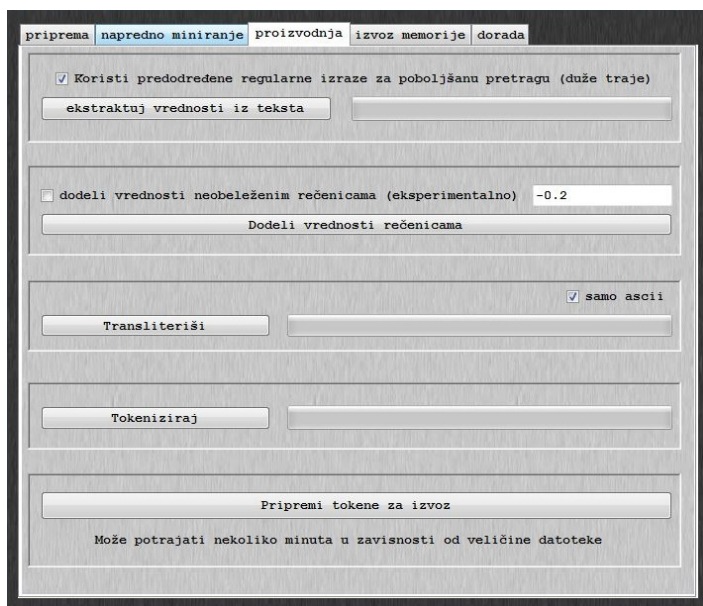 priprema napredno miniranje proizvodnja izvoz memorije dorada
Koristi predodređene regularne izraze za poboljšanu pretragu (duže traje)
ekstraktuj vrednosti iz teksta
dodeli vrednosti neobeleženim rečenicama (eksperimentalno) -0.2
Dodeli vrednosti rečenicama
samo ascii
Transliteriši
Tokeniziraj
Pripremi tokene za izvoz
Može potrajati nekoliko minuta u zavisnosti od veličine datoteke